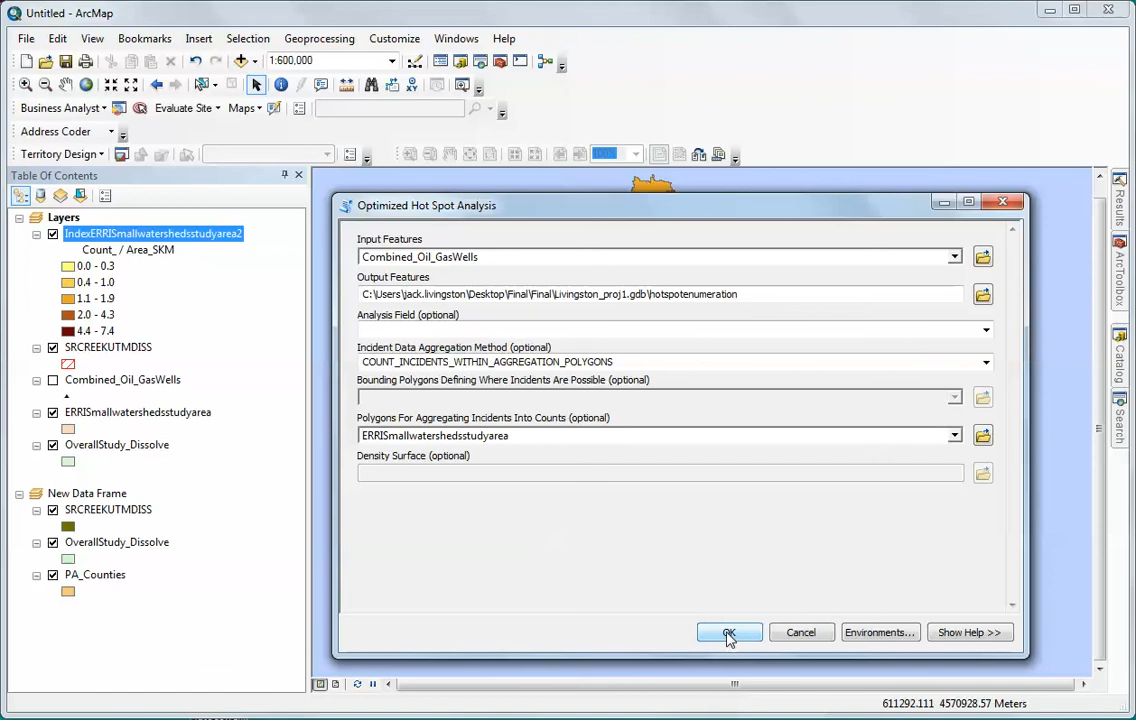 Untitled - ArcMap
File Edit View Bookmarks Insert Selection Geoprocessing Customize Windows Help
1:600,000
Business Analyst Evaluate Site Maps
Address Coder
Territory Design
Table Of Contents
Layers
IndexERRISmallwatershedsstudyarea2
Count_ / Area_SKM
0.0 - 0.3
0.4 - 1.0
1.1 - 1.9
2.0 - 4.3
4.4 - 7.4
SRCREEKUTMDISS
Combined_Oil_GasWells
ERRISmallwatershedsstudyarea
OverallStudy_Dissolve
New Data Frame
SRCREEKUTMDISS
OverallStudy_Dissolve
PA_Counties
Optimized Hot Spot Analysis
Input Features
Combined_Oil_GasWells
Output Features
C:\Users\jack.livingston\Desktop\Final\Final\Livingston_proj1.gdb\hotspotenumeration
Analysis Field (optional)
Incident Data Aggregation Method (optional)
COUNT_INCIDENTS_WITHIN_AGGREGATION_POLYGONS
Bounding Polygons Defining Where Incidents Are Possible (optional)
Polygons For Aggregating Incidents Into Counts (optional)
ERRISmallwatershedsstudyarea
Density Surface (optional)
OK Cancel Environments... Show Help >>
Results
ArcToolbox
Catalog
Search
611292.111 4570928.57 Meters